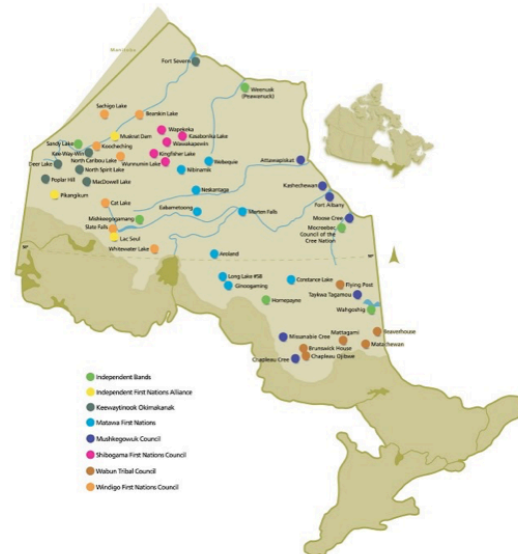 Manitoba
Fort Severn
Weenusk
(Peawanuck)
Sachigo Lake
Bearskin Lake
Wapekeka
Kasabonika Lake
Muskrat Dam
Wawakapewin
Sandy Lake
Koocheching
Kee-Way-Win
Kingfisher Lake
North Caribou Lake
Wunnumin Lake
Webequie
Attawapiskat
Deer Lake
North Spirit Lake
Nibinamik
Poplar Hill
MacDowell Lake
Kashechewan
Neskantaga
Pikangikum
Fort Albany
Cat Lake
Eabametoong
Marten Falls
Moose Cree
Mishkeegogamang
Mocreebec
Council of the
Cree Nation
Slate Falls
Lac Seul
50°
Whitewater Lake
Aroland
50°
Long Lake #58
Constance Lake
Flying Post
Ginoogaming
Taykwa Tagamou
Hornepayne
Wahgoshig
Missanabie Cree
Mattagami
Beaverhouse
Brunswick House
Matachewan
Chapleau Cree
Chapleau Ojibwe
Independent Bands
Independent First Nations Alliance
Keewaytinook Okimakanak
Matawa First Nations
Mushkegowuk Council
Shibogama First Nations Council
Wabun Tribal Council
Windigo First Nations Council